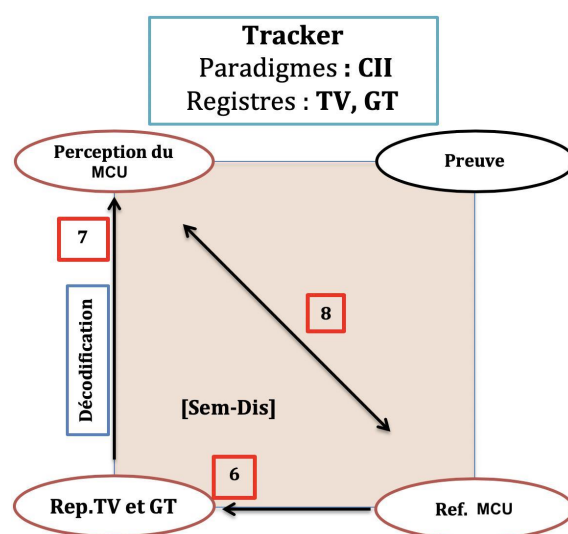 Tracker
Paradigmes : CII
Registres : TV, GT
Perception du
MCU
Preuve
7
8
Décodification
[Sem-Dis]
6
Rep.TV et GT
Ref. MCU